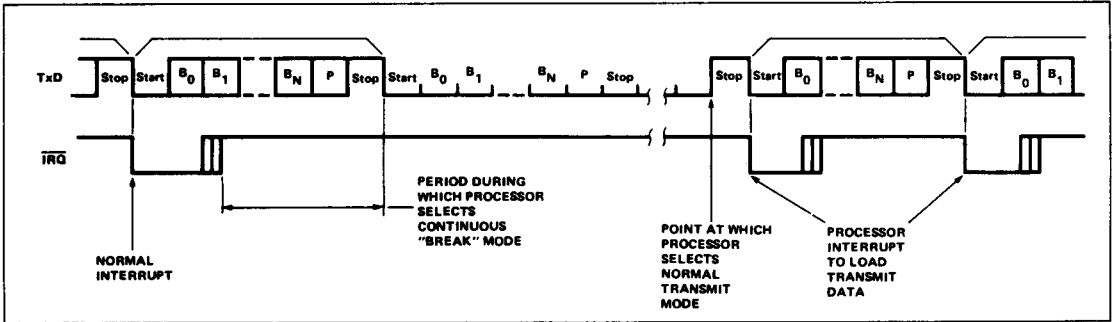 TxD Stop Start B0 B1 BN P Stop Start B0 B1 BN P Stop Stop Start B0 BN P Stop Start B0 B1
IRQ
NORMAL
INTERRUPT
PERIOD DURING
WHICH PROCESSOR
SELECTS
CONTINUOUS
"BREAK" MODE
POINT AT WHICH
PROCESSOR
SELECTS
NORMAL
TRANSMIT
MODE
PROCESSOR
INTERRUPT
TO LOAD
TRANSMIT
DATA